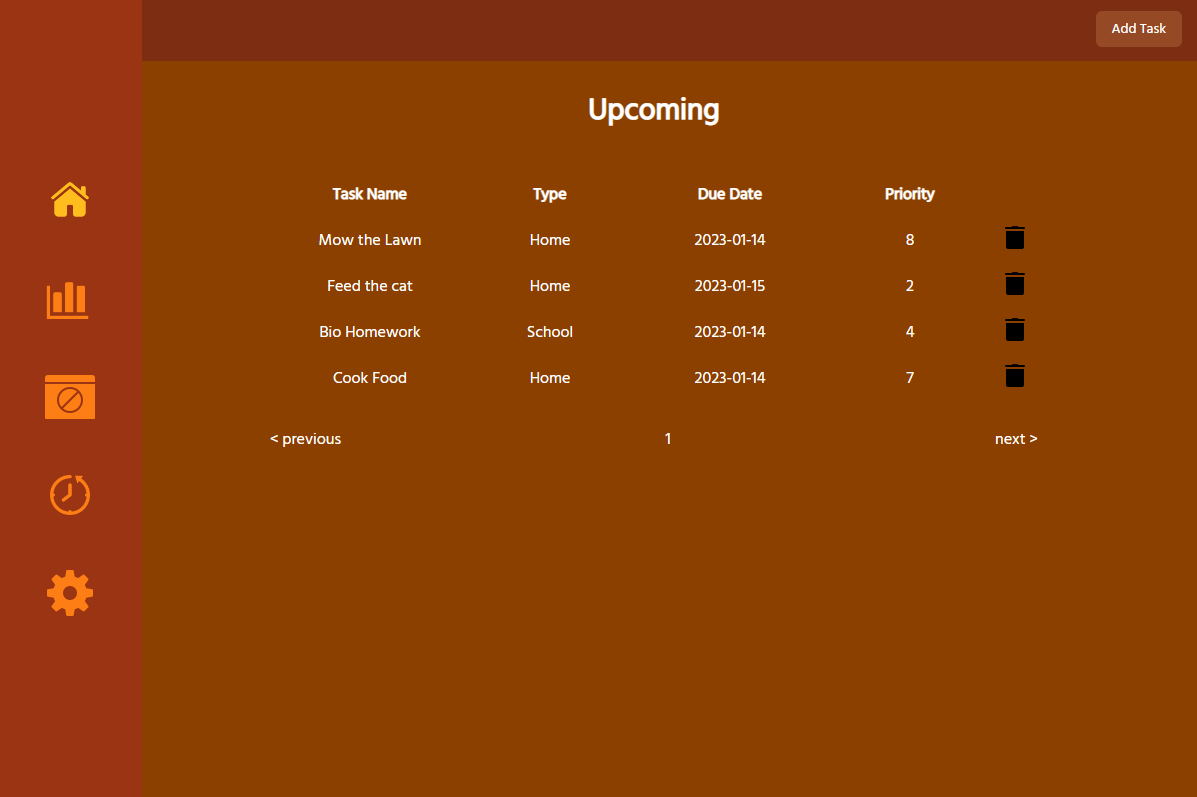 Add Task
Upcoming
Task Name Type Due Date Priority
Mow the Lawn Home 2023-01-14 8
Feed the cat Home 2023-01-15 2
Bio Homework School 2023-01-14 4
Cook Food Home 2023-01-14 7
< previous 1 next >